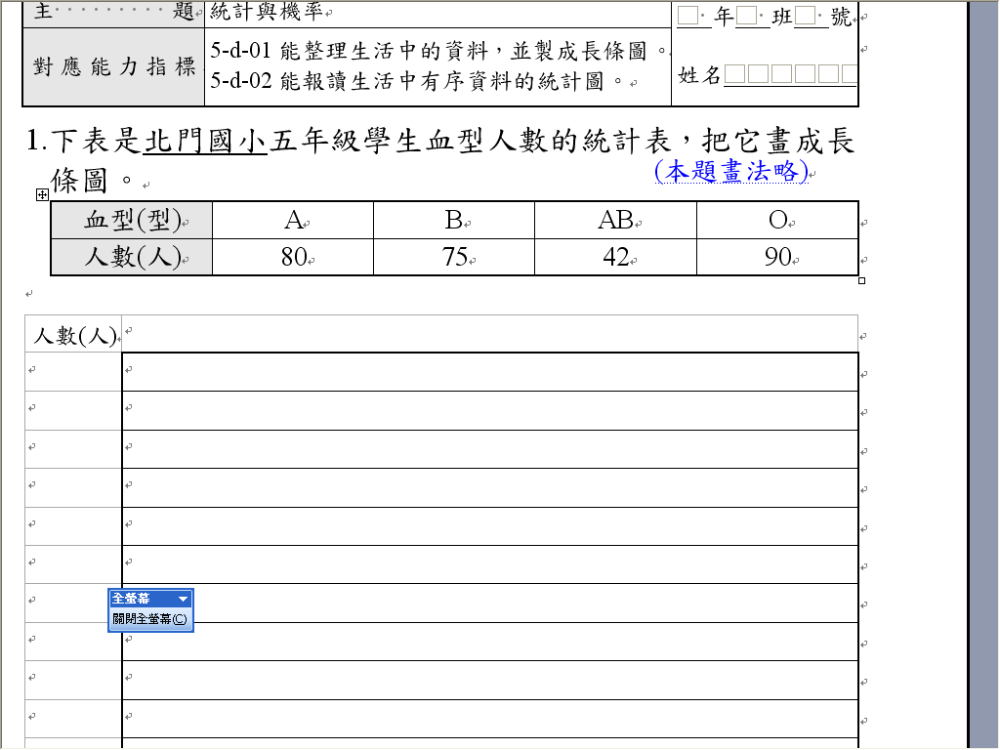 主‧‧‧‧‧‧‧‧‧題 統計與機率
□‧年□‧班□‧號
對應能力指標 5-d-01 能整理生活中的資料，並製成長條圖。
5-d-02 能報讀生活中有序資料的統計圖。
姓名□□□□□□
1.下表是北門國小五年級學生血型人數的統計表，把它畫成長
條圖。 (本題畫法略)
血型(型) A B AB O
人數(人) 80 75 42 90
人數(人)
全螢幕
關閉全螢幕(C)